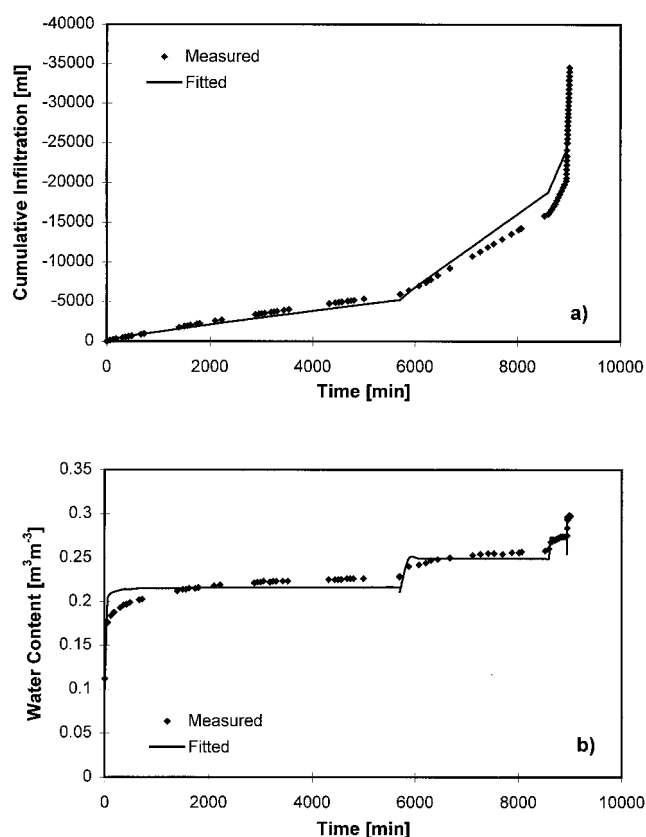 -40000
-35000
-30000
-25000
-20000
-15000
-10000
-5000
0
Cumulative Infiltration [ml]
Measured
Fitted
a)
0 2000 4000 6000 8000 10000
Time [min]
0.35
0.3
0.25
0.2
0.15
0.1
0.05
0
Water Content [m³m⁻³]
Measured
Fitted
b)
0 2000 4000 6000 8000 10000
Time [min]